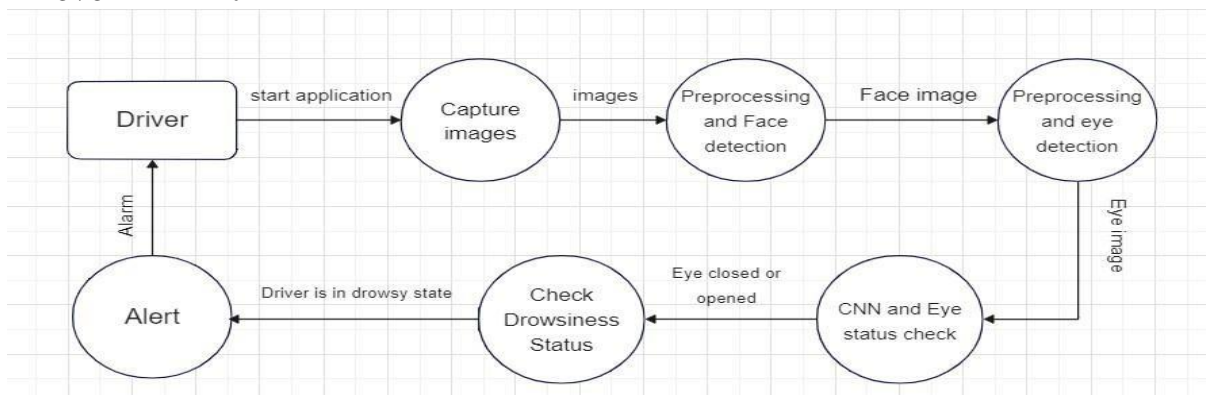 Driver
start application
Capture
images
images
Preprocessing
and Face
detection
Face image
Preprocessing
and eye
detection
Eye image
CNN and Eye
status check
Eye closed or
opened
Check
Drowsiness
Status
Driver is in drowsy state
Alert
Alarm